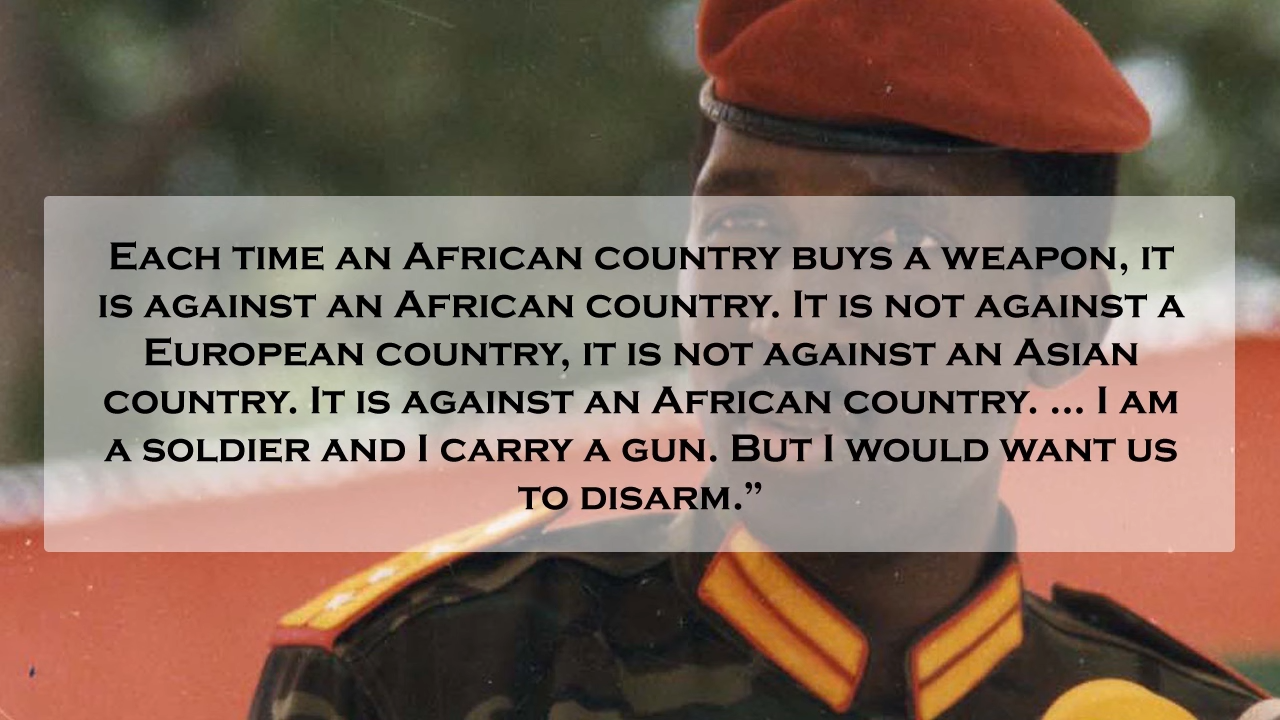 Each time an African country buys a weapon, it
is against an African country. It is not against a
European country, it is not against an Asian
country. It is against an African country. ... I am
a soldier and I carry a gun. But I would want us
to disarm.”